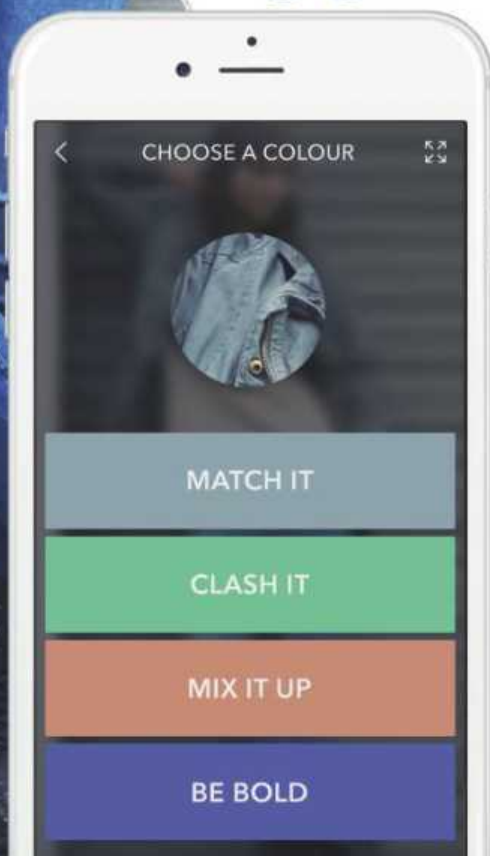 CHOOSE A COLOUR
MATCH IT
CLASH IT
MIX IT UP
BE BOLD